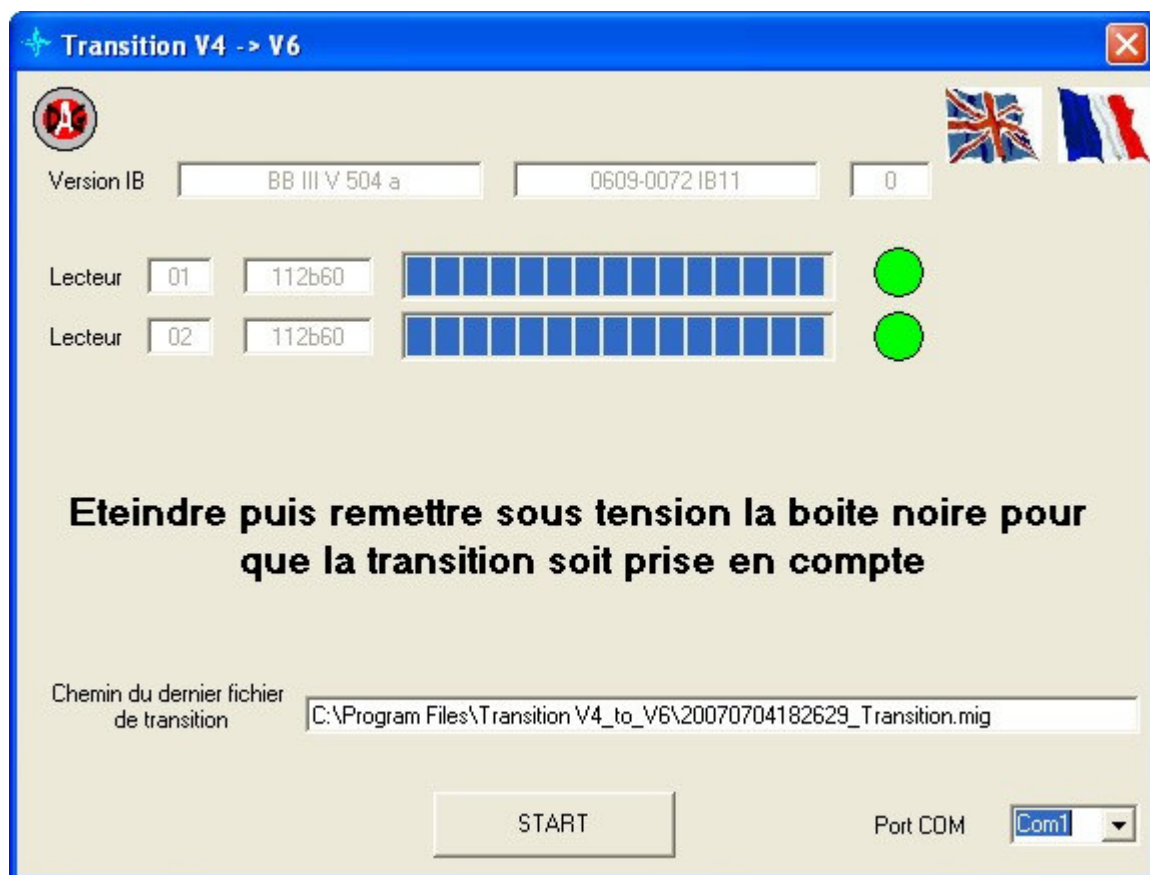 Transition V4 -> V6
DAG
Version IB BB III V 504 a 0609-0072 IB11 0
Lecteur 01 112b60
Lecteur 02 112b60
Eteindre puis remettre sous tension la boite noire pour
que la transition soit prise en compte
Chemin du dernier fichier
de transition
C:\Program Files\Transition V4_to_V6\20070704182629_Transition.mig
START
Port COM Com1